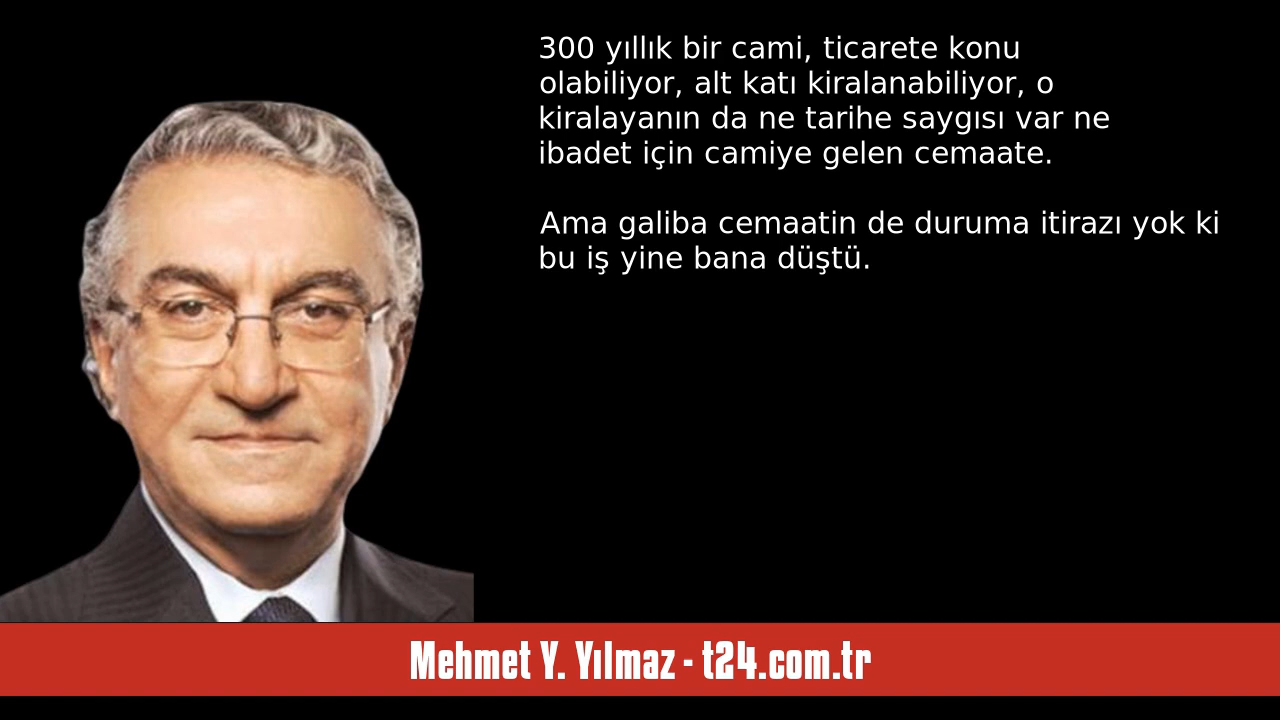 300 yıllık bir cami, ticarete konu
olabiliyor, alt katı kiralanabiliyor, o
kiralayanın da ne tarihe saygısı var ne
ibadet için camiye gelen cemaate.
Ama galiba cemaatin de duruma itirazı yok ki
bu iş yine bana düştü.
Mehmet Y. Yılmaz - t24.com.tr